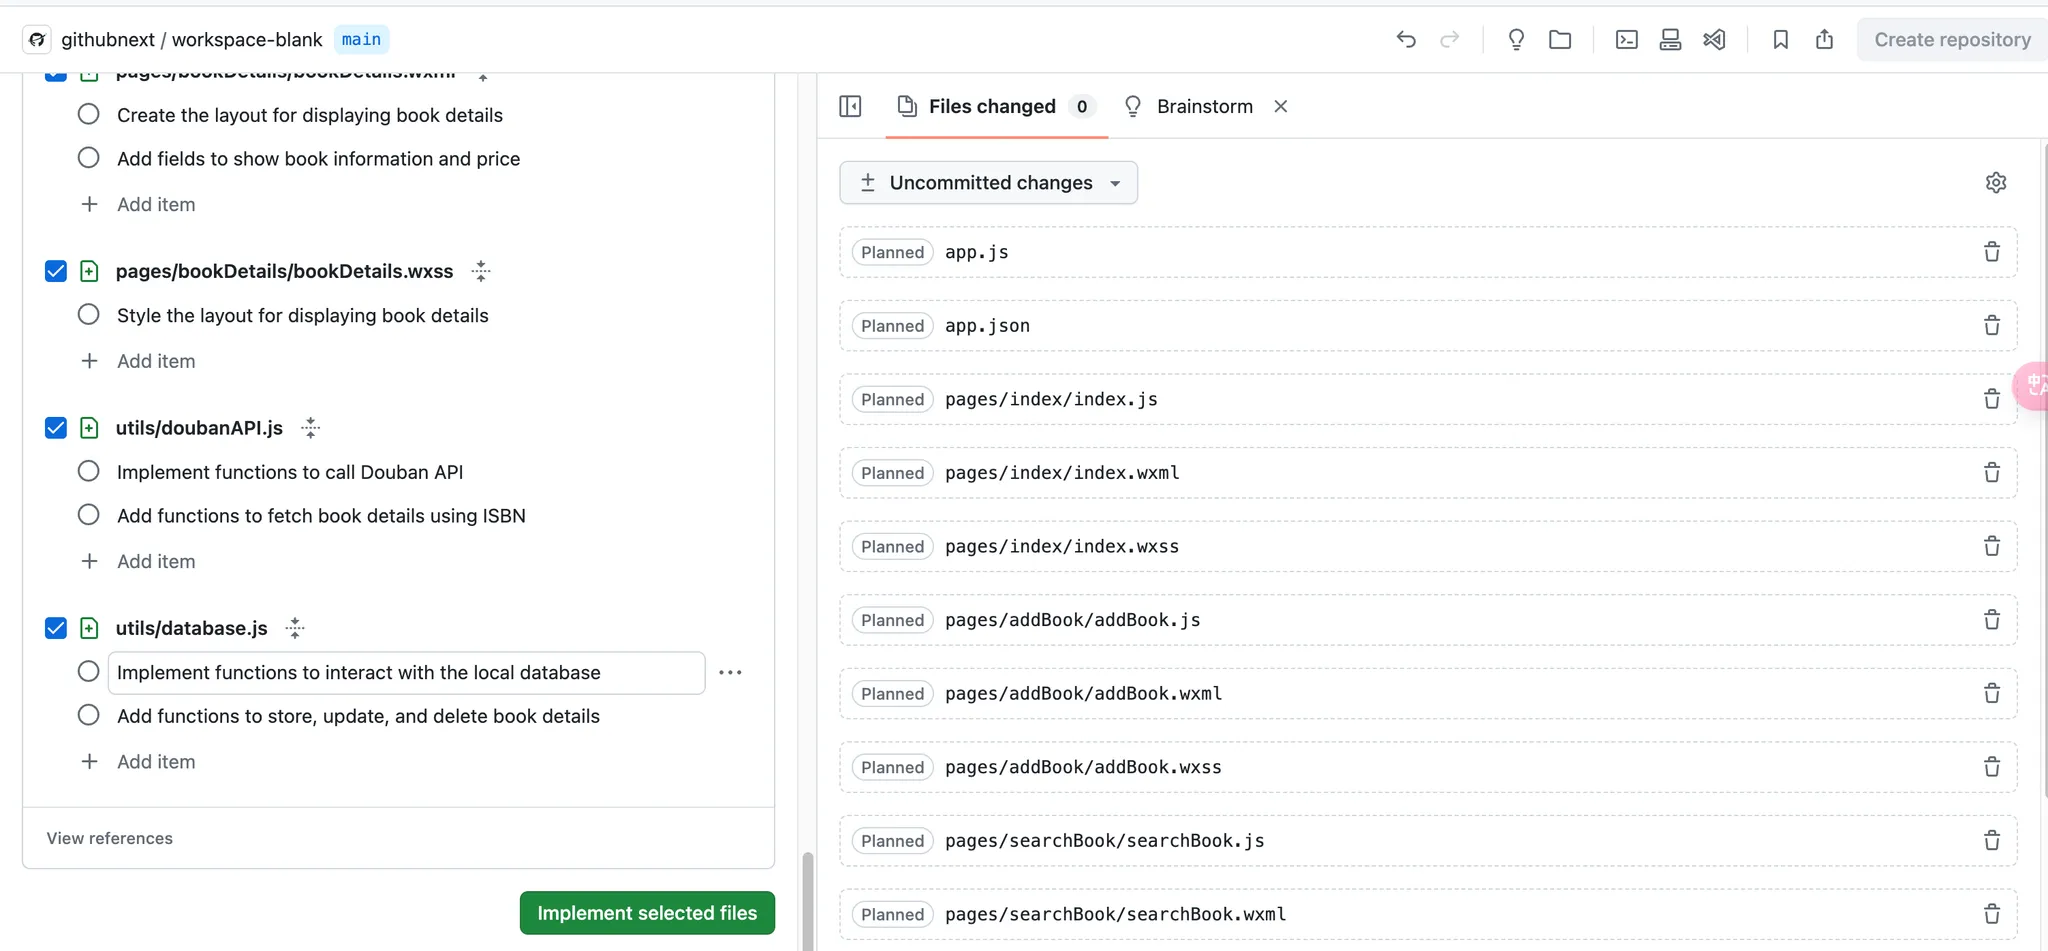 githubnext / workspace-blank main
Create repository
pages/bookDetails/bookDetails.wxml
Create the layout for displaying book details
Add fields to show book information and price
Add item
pages/bookDetails/bookDetails.wxss
Style the layout for displaying book details
Add item
utils/doubanAPI.js
Implement functions to call Douban API
Add functions to fetch book details using ISBN
Add item
utils/database.js
Implement functions to interact with the local database
Add functions to store, update, and delete book details
Add item
View references
Implement selected files
Files changed 0
Brainstorm
Uncommitted changes
Planned app.js
Planned app.json
Planned pages/index/index.js
Planned pages/index/index.wxml
Planned pages/index/index.wxss
Planned pages/addBook/addBook.js
Planned pages/addBook/addBook.wxml
Planned pages/addBook/addBook.wxss
Planned pages/searchBook/searchBook.js
Planned pages/searchBook/searchBook.wxml
中